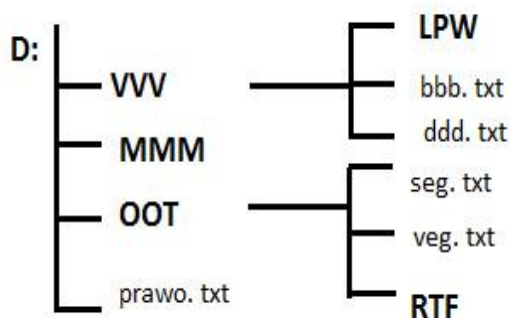 D:
VVV
MMM
OOT
prawo. txt
LPW
bbb. txt
ddd. txt
seg. txt
veg. txt
RTF